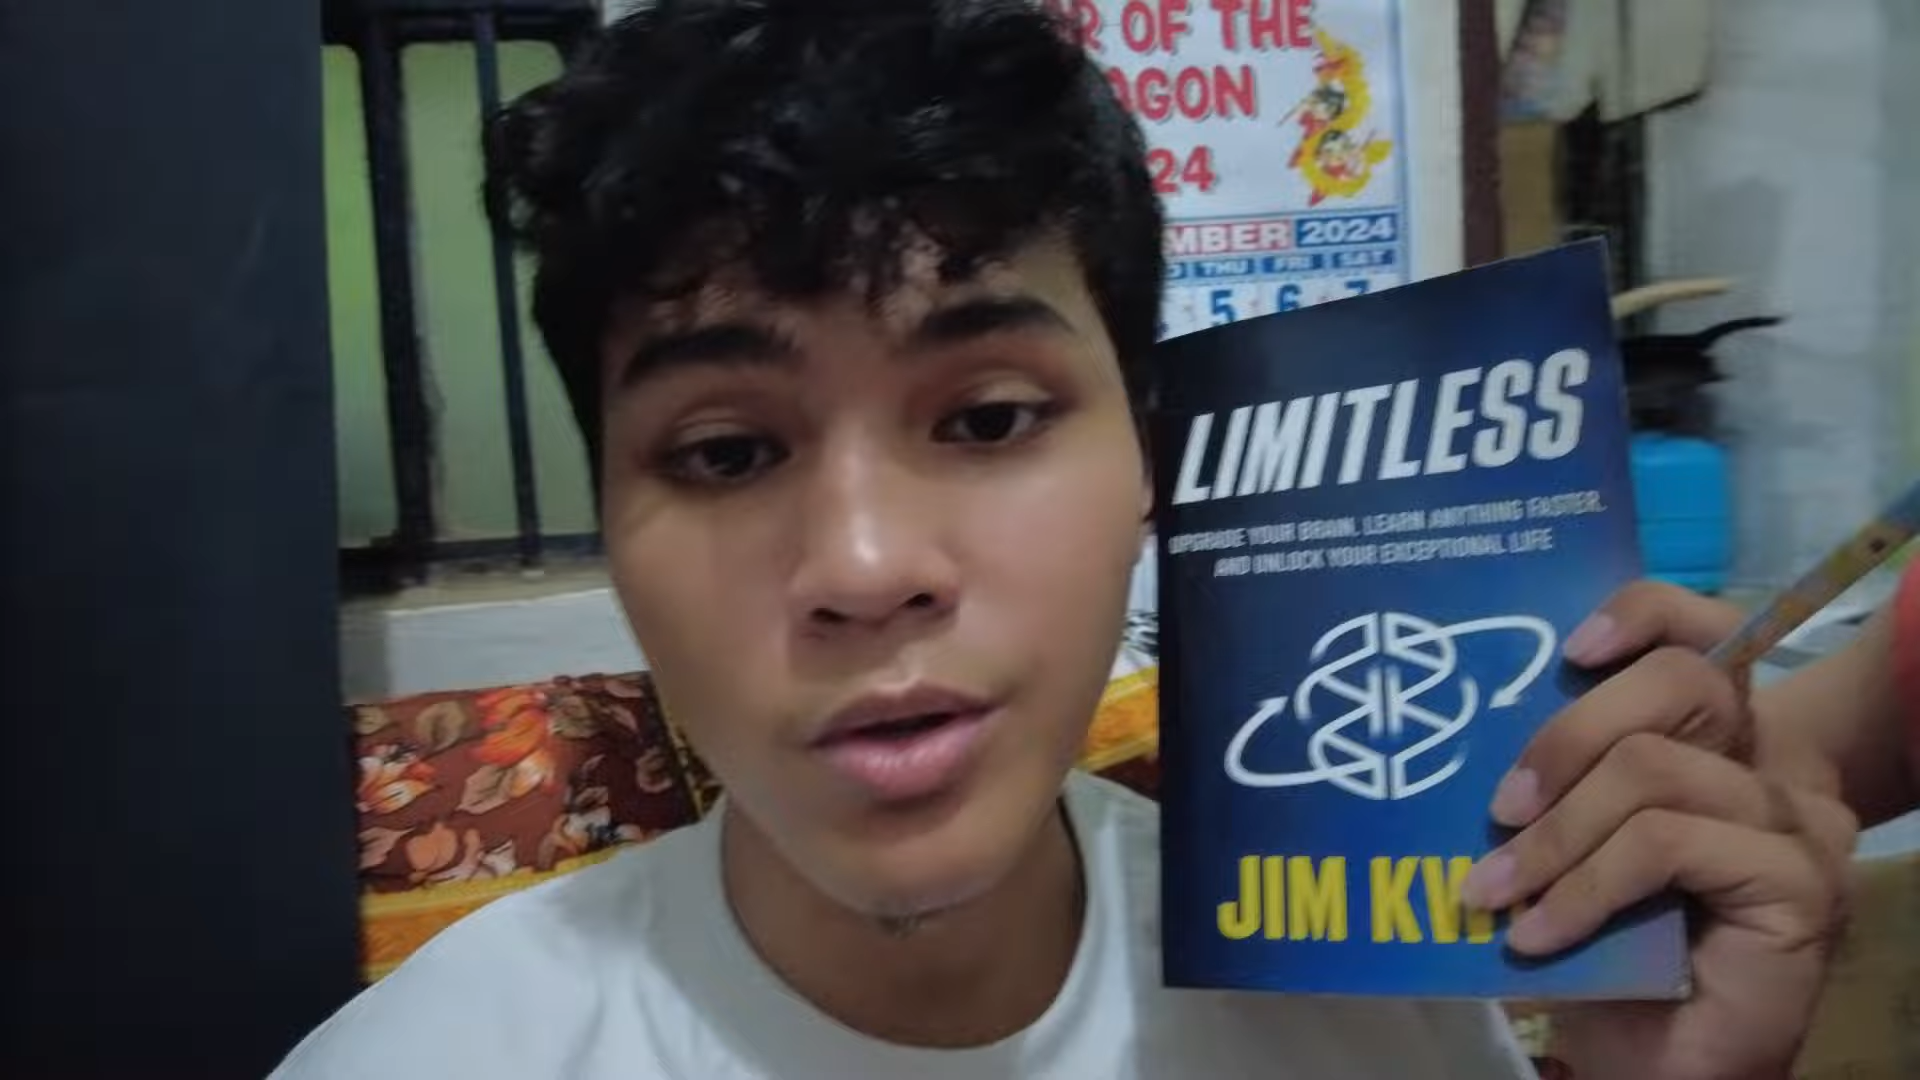 R OF THE
AGON
24
MBER 2024
THU FRI SAT
5 6 7
LIMITLESS
UPGRADE YOUR BRAIN, LEARN ANYTHING FASTER,
AND UNLOCK YOUR EXCEPTIONAL LIFE
JIM KW